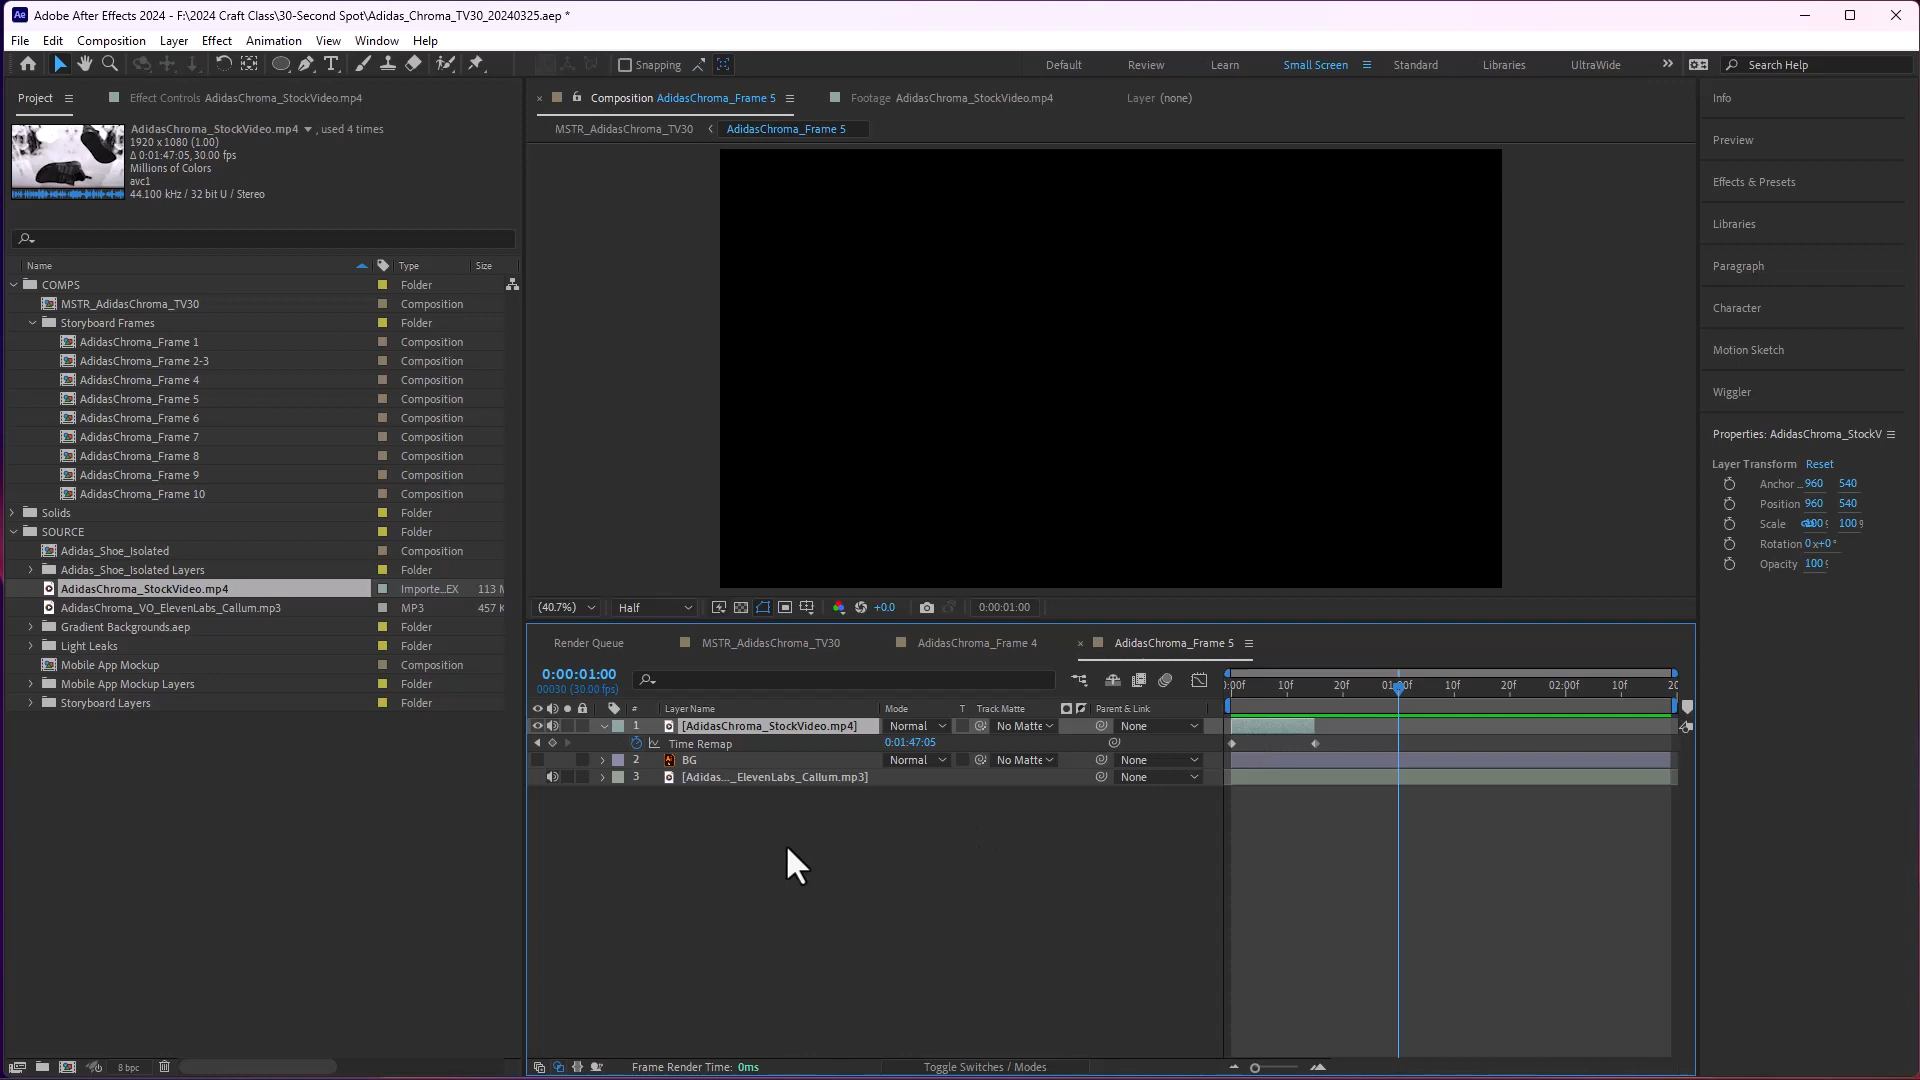 Adobe After Effects 2024 - F:\2024 Craft Class\30-Second Spot\Adidas_Chroma_TV30_20240325.aep *
File Edit Composition Layer Effect Animation View Window Help
Snapping Default Review Learn Small Screen Standard Libraries UltraWide Search Help
Project Effect Controls AdidasChroma_StockVideo.mp4
Composition AdidasChroma_Frame 5 Footage AdidasChroma_StockVideo.mp4 Layer (none)
MSTR_AdidasChroma_TV30 AdidasChroma_Frame 5
AdidasChroma_StockVideo.mp4 , used 4 times
1920 x 1080 (1.00)
Δ 0:01:47:05, 30.00 fps
Millions of Colors
avc1
44.100 kHz / 32 bit U / Stereo
Name Type Size
COMPS Folder
MSTR_AdidasChroma_TV30 Composition
Storyboard Frames Folder
AdidasChroma_Frame 1 Composition
AdidasChroma_Frame 2-3 Composition
AdidasChroma_Frame 4 Composition
AdidasChroma_Frame 5 Composition
AdidasChroma_Frame 6 Composition
AdidasChroma_Frame 7 Composition
AdidasChroma_Frame 8 Composition
AdidasChroma_Frame 9 Composition
AdidasChroma_Frame 10 Composition
Solids Folder
SOURCE Folder
Adidas_Shoe_Isolated Composition
Adidas_Shoe_Isolated Layers Folder
AdidasChroma_StockVideo.mp4 Importe...EX 113 M
AdidasChroma_VO_ElevenLabs_Callum.mp3 MP3 457 K
Gradient Backgrounds.aep Folder
Light Leaks Folder
Mobile App Mockup Composition
Mobile App Mockup Layers Folder
Storyboard Layers Folder
8 bpc
(40.7%) Half +0.0 0:00:01:00
Render Queue MSTR_AdidasChroma_TV30 AdidasChroma_Frame 4 AdidasChroma_Frame 5
0:00:01:00
00030 (30.00 fps)
:00f 10f 20f 01:00f 10f 20f 02:00f 10f 20
# Layer Name Mode T Track Matte Parent & Link
1 [AdidasChroma_StockVideo.mp4] Normal No Matte None
Time Remap 0:01:47:05
2 BG Normal No Matte None
3 [Adidas..._ElevenLabs_Callum.mp3] None
Frame Render Time: 0ms Toggle Switches / Modes
Info
Preview
Effects & Presets
Libraries
Paragraph
Character
Motion Sketch
Wiggler
Properties: AdidasChroma_StockV
Layer Transform Reset
Anchor ... 960 540
Position 960 540
Scale 100 100
Rotation 0x+0°
Opacity 100